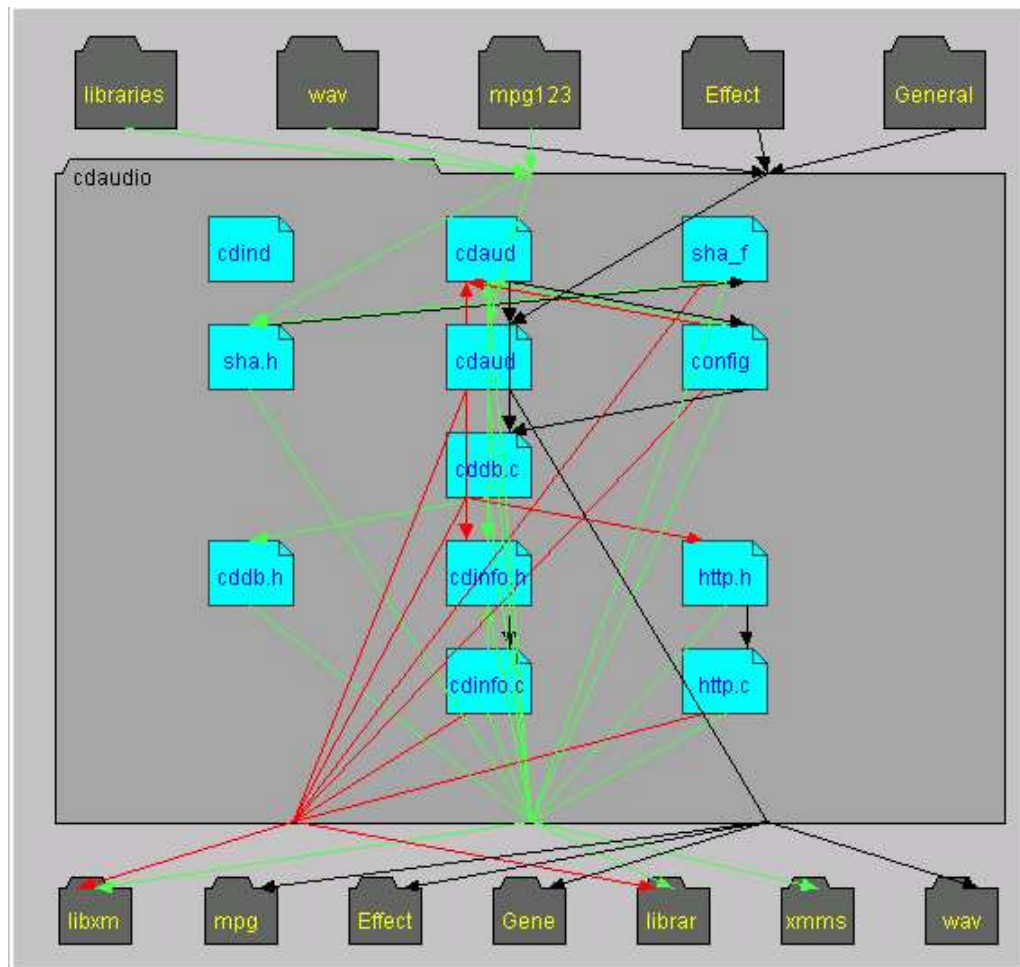 libraries wav mpg123 Effect General
cdaudio
cdind cdaud sha_f
sha.h cdaud config
cddb.c
cddb.h cdinfo.h http.h
cdinfo.c http.c
libxm mpg Effect Gene librar xmms wav